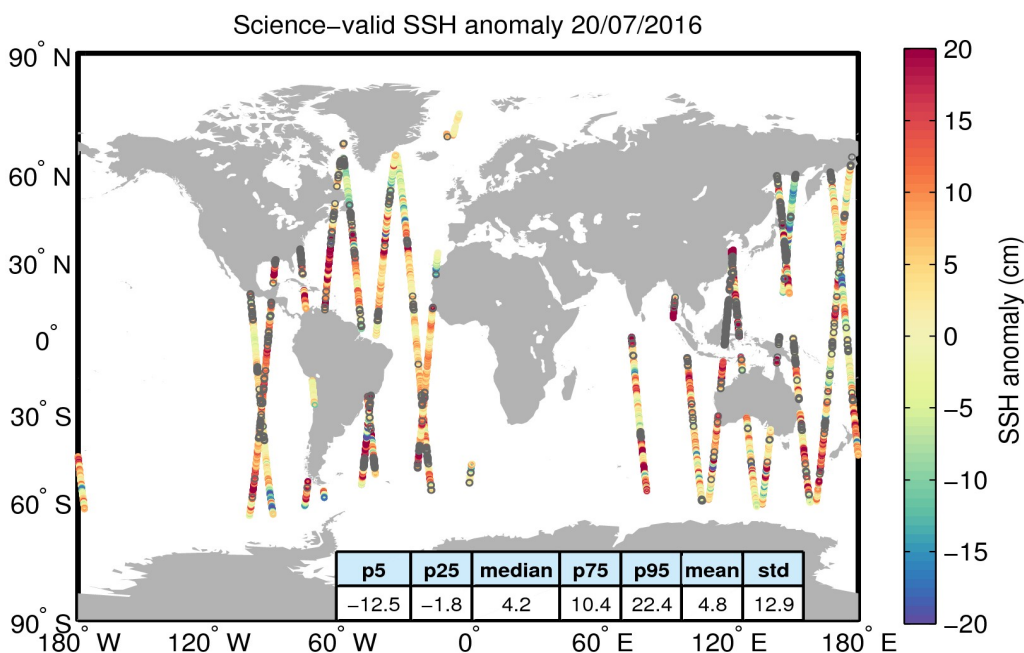 Science−valid SSH anomaly 20/07/2016
90° N
60° N
30° N
0°
30° S
60° S
90° S
180° W
120° W
60° W
0°
60° E
120° E
180° E
p5 p25 median p75 p95 mean std
−12.5 −1.8 4.2 10.4 22.4 4.8 12.9
20
15
10
5
0
−5
−10
−15
−20
SSH anomaly (cm)